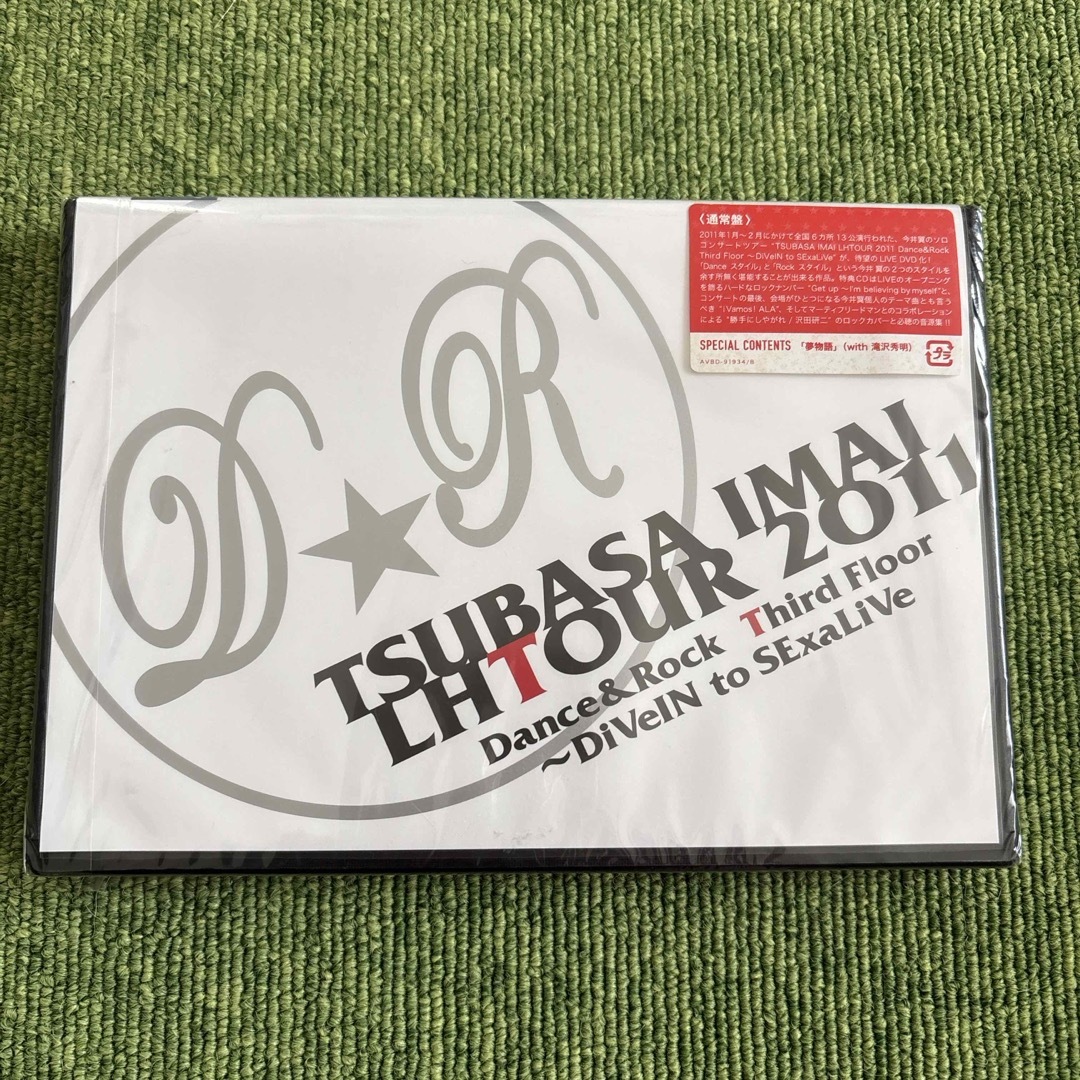 〈通常盤〉
2011年1月〜2月にかけて全国6カ所13公演行われた、今井翼のソロ
コンサートツアー "TSUBASA IMAI LHTOUR 2011 Dance&Rock
Third Floor 〜DiVeIN to SExaLiVe" が、待望のLIVE DVD化!
「Dance スタイル」と「Rock スタイル」という今井 翼の2つのスタイルを
余す所無く堪能することが出来る作品。特典CDはLIVEのオープニング
を飾るハードなロックナンバー "Get up 〜I'm believing by myself"と、
コンサートの最後、会場がひとつになる今井翼個人のテーマ曲とも言う
べき "¡Vamos! ALA"、そしてマーティフリードマンとのコラボレーション
による "勝手にしやがれ / 沢田研二" のロックカバーと必聴の音源集!!
SPECIAL CONTENTS 「夢物語」(with 滝沢秀明)
AVBD-91934/B
D★R
TSUBASA IMAI
LHTOUR 2011
Dance&Rock Third Floor
〜DiVeIN to SExaLiVe